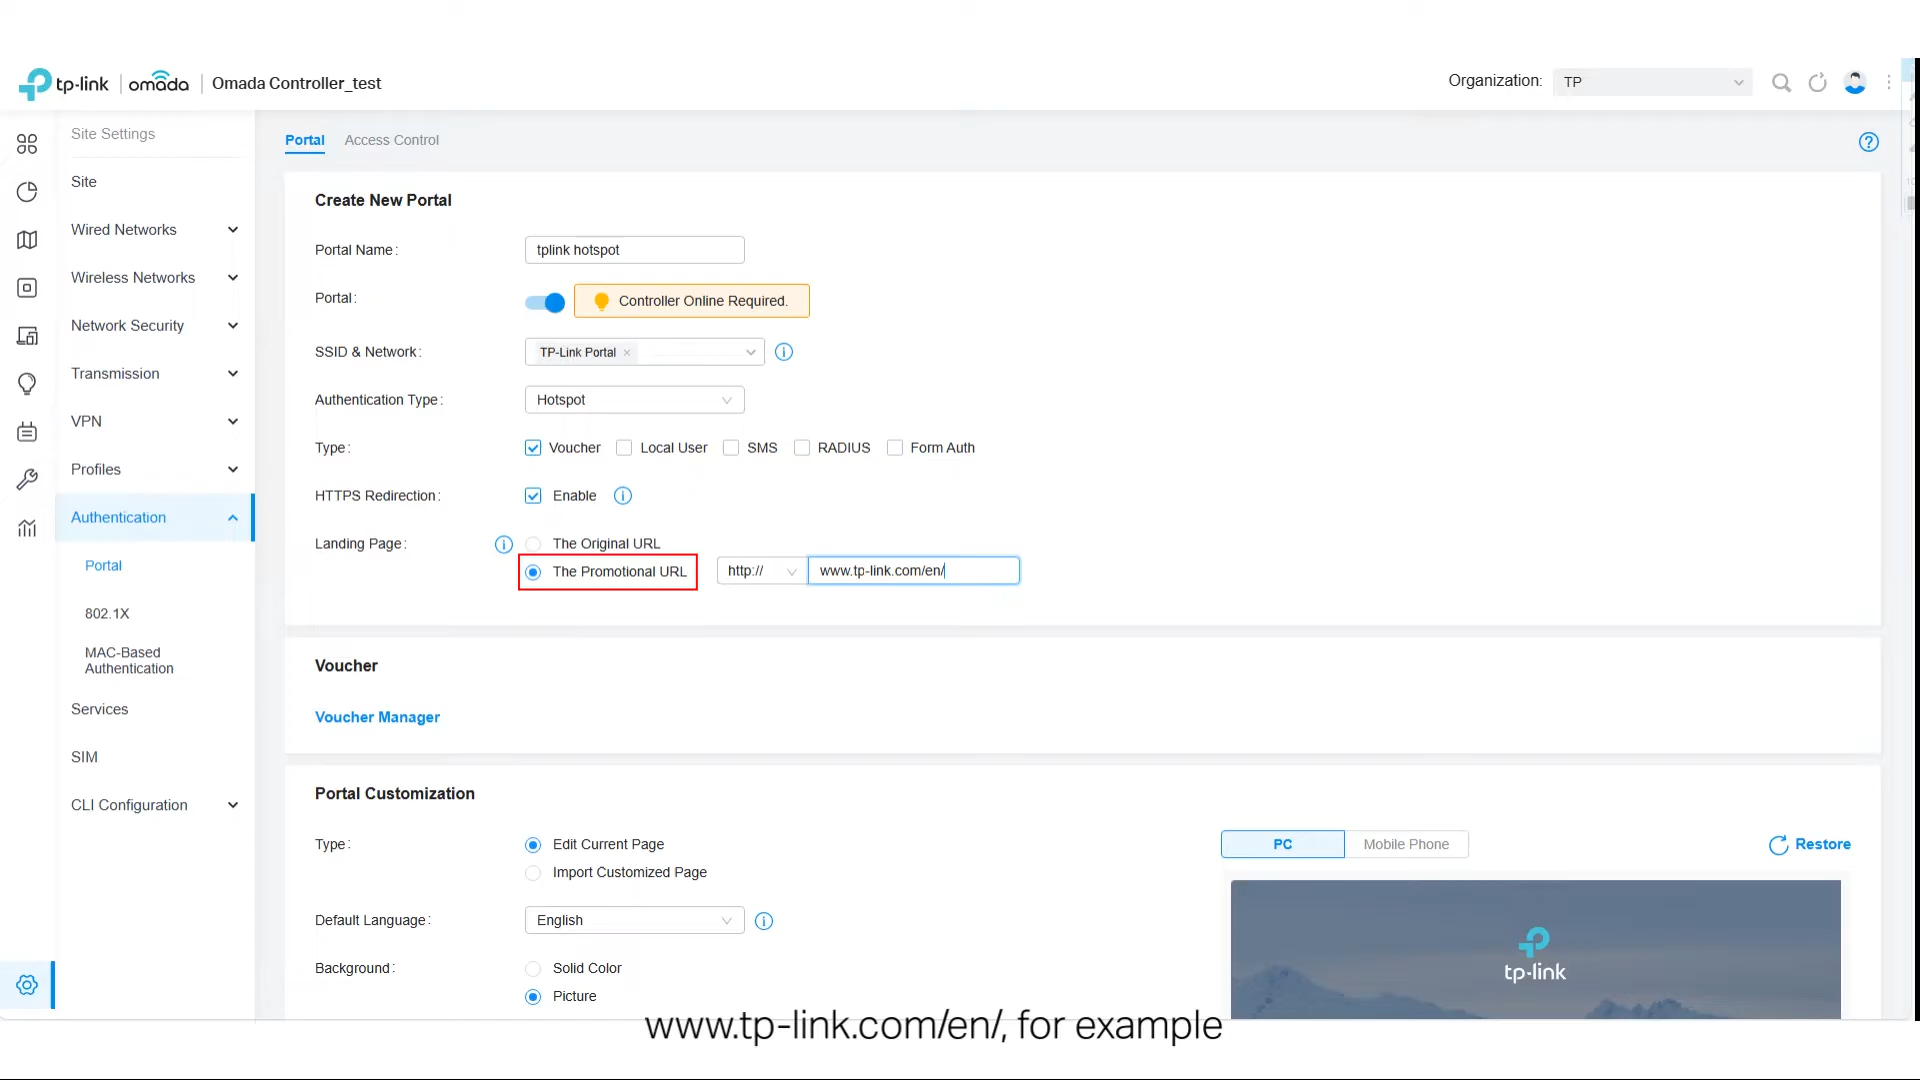 tp-link | omada | Omada Controller_test
Organization: TP
Site Settings
Site
Wired Networks
Wireless Networks
Network Security
Transmission
VPN
Profiles
Authentication
Portal
802.1X
MAC-Based
Authentication
Services
SIM
CLI Configuration
Portal Access Control
Create New Portal
Portal Name: tplink hotspot
Portal: Controller Online Required.
SSID & Network: TP-Link Portal ×
Authentication Type: Hotspot
Type: Voucher Local User SMS RADIUS Form Auth
HTTPS Redirection: Enable
Landing Page: The Original URL
The Promotional URL http:// www.tp-link.com/en/
Voucher
Voucher Manager
Portal Customization
Type: Edit Current Page
Import Customized Page
PC Mobile Phone Restore
Default Language: English
Background: Solid Color
Picture
tp-link
www.tp-link.com/en/, for example